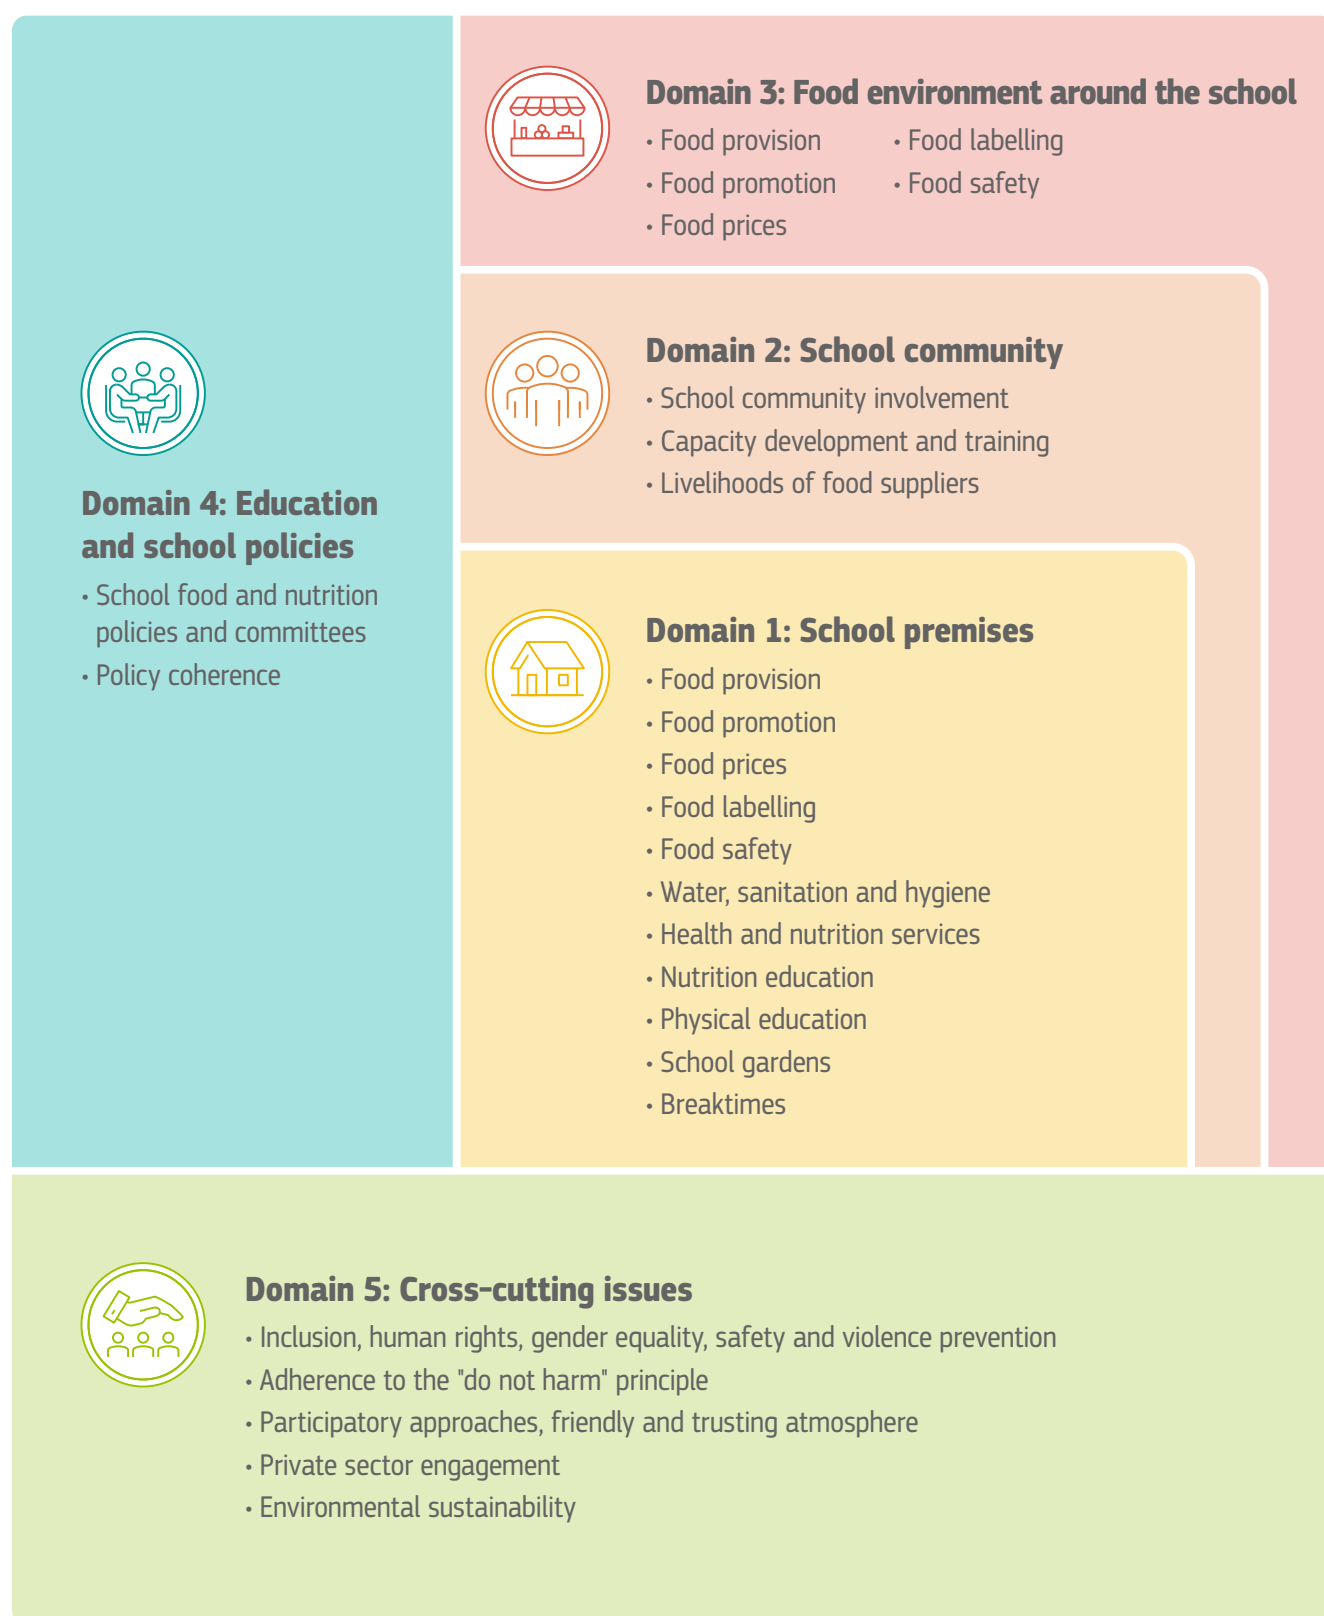 Domain 3: Food environment around the school
• Food provision
• Food promotion
• Food prices
• Food labelling
• Food safety
Domain 2: School community
• School community involvement
• Capacity development and training
• Livelihoods of food suppliers
Domain 4: Education
and school policies
• School food and nutrition
policies and committees
• Policy coherence
Domain 1: School premises
• Food provision
• Food promotion
• Food prices
• Food labelling
• Food safety
• Water, sanitation and hygiene
• Health and nutrition services
• Nutrition education
• Physical education
• School gardens
• Breaktimes
Domain 5: Cross-cutting issues
• Inclusion, human rights, gender equality, safety and violence prevention
• Adherence to the "do not harm" principle
• Participatory approaches, friendly and trusting atmosphere
• Private sector engagement
• Environmental sustainability